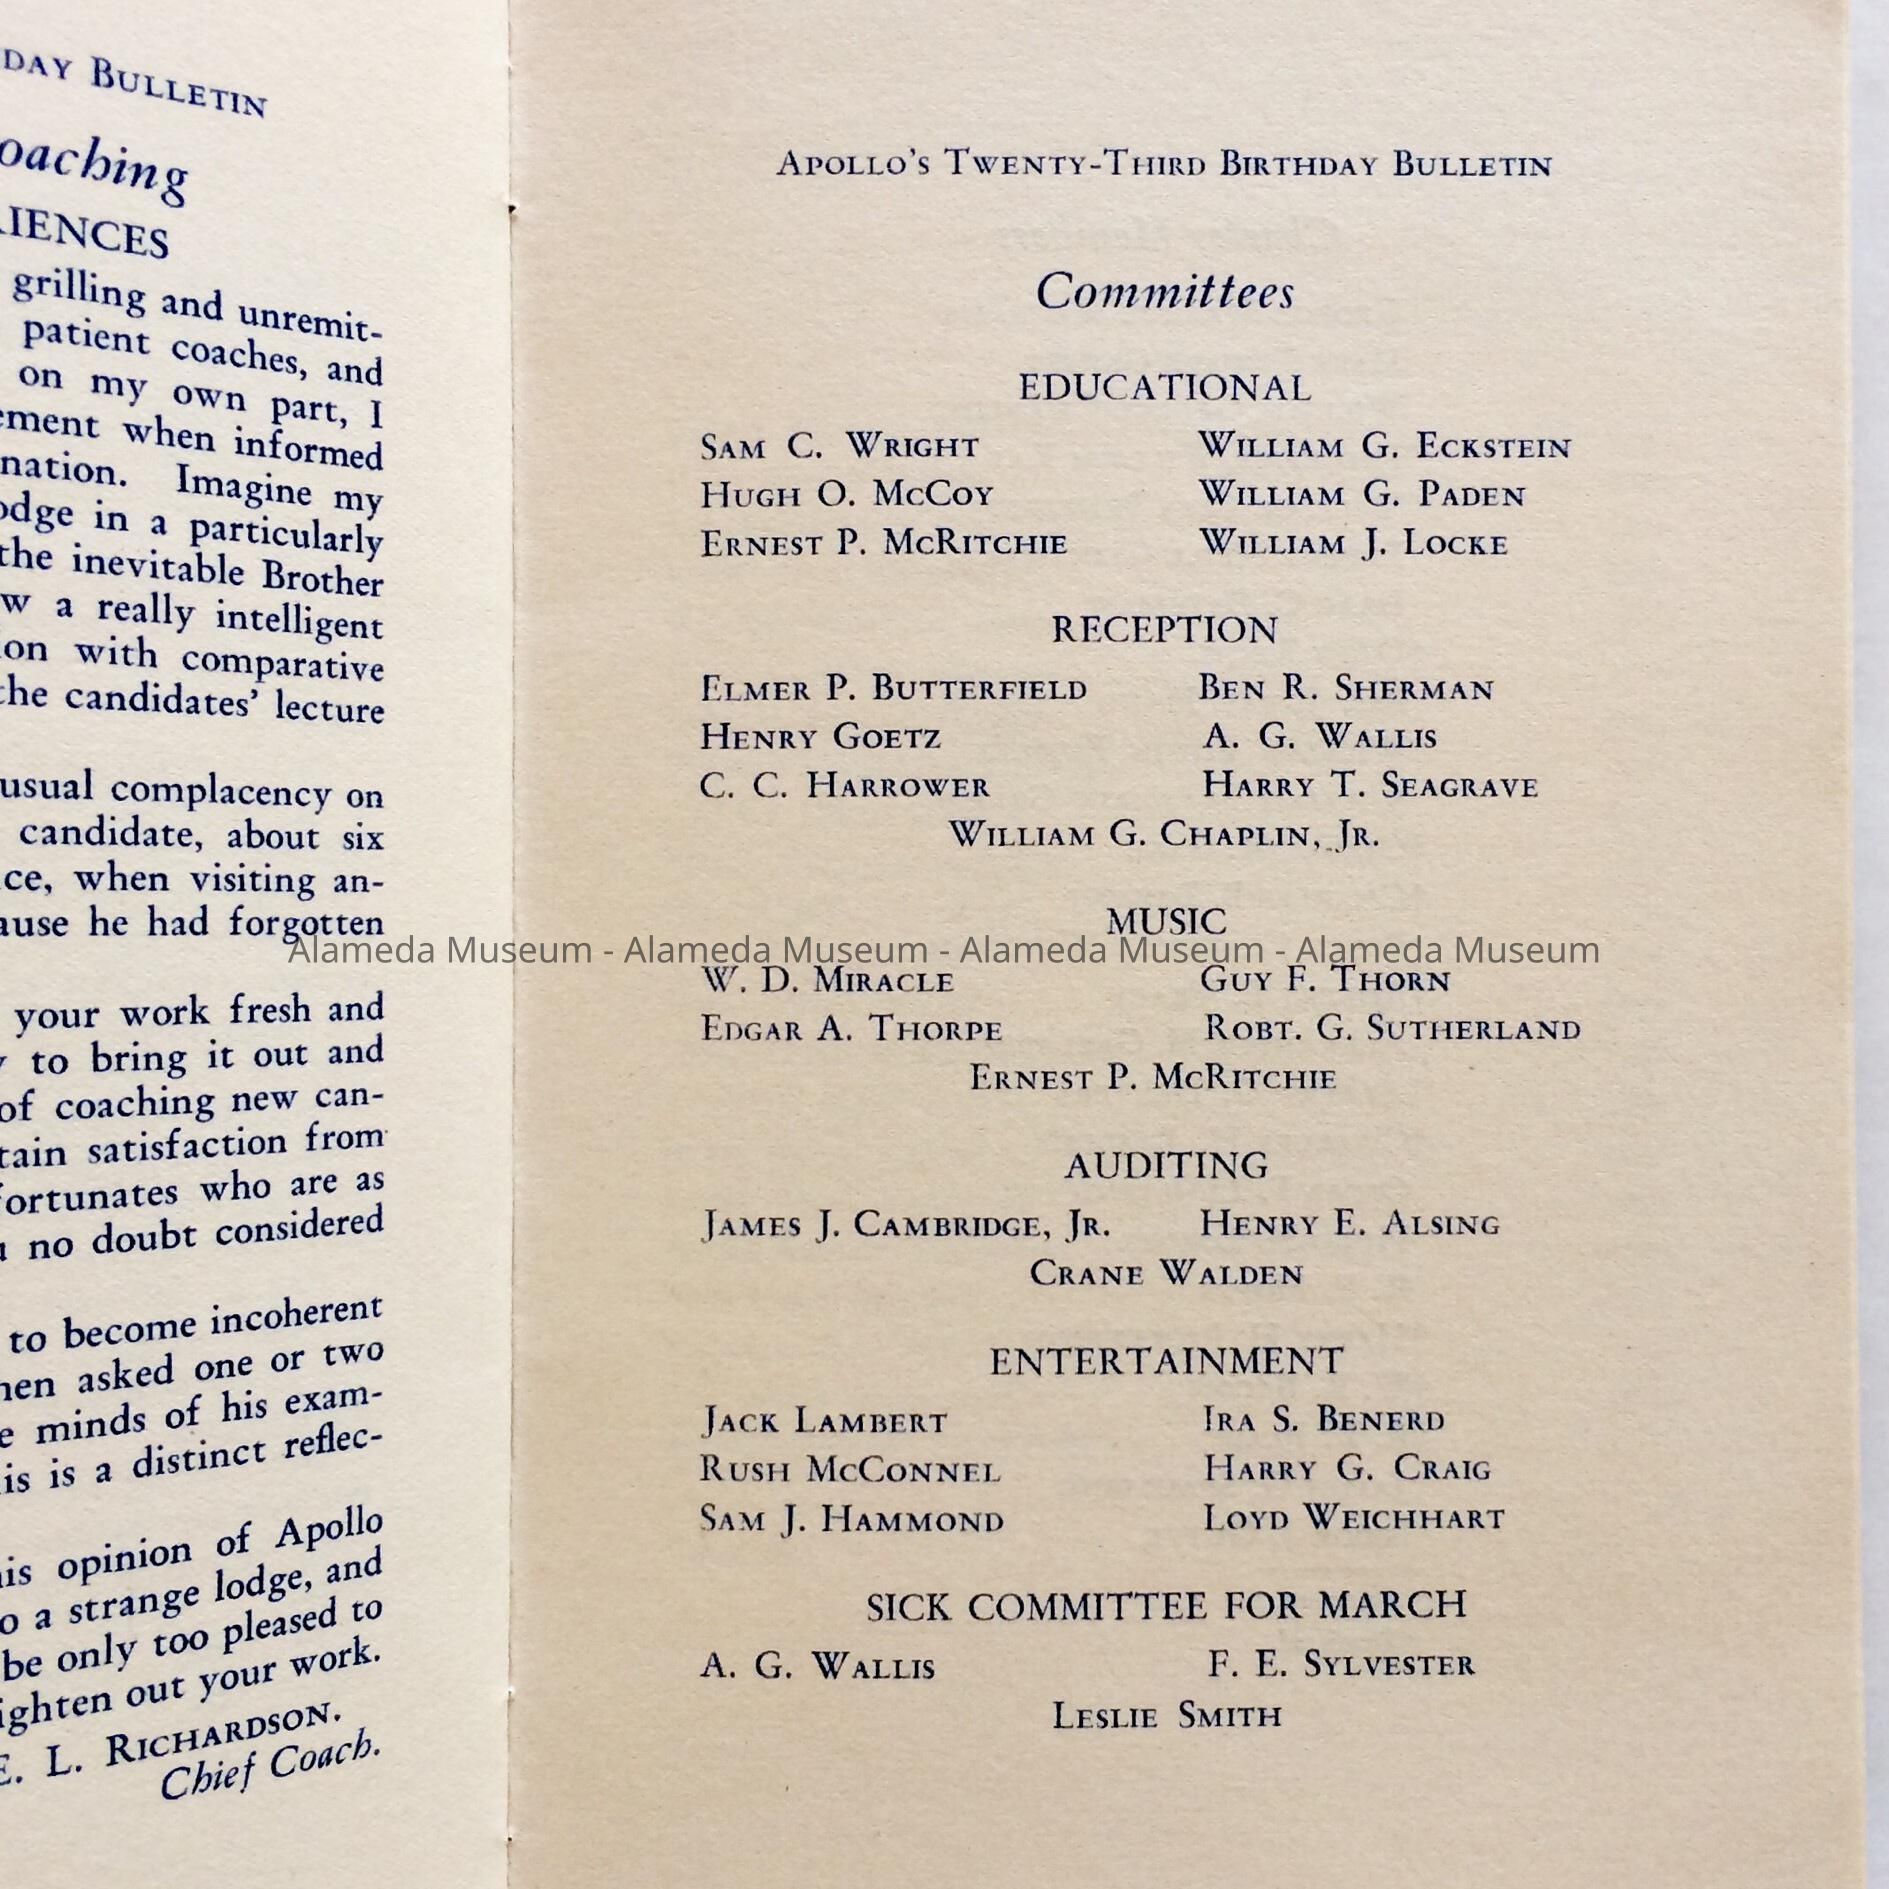 DAY BULLETIN
oaching
RIENCES
grilling and unremit-
patient coaches, and
on my own part, I
ement when informed
nation. Imagine my
odge in a particularly
the inevitable Brother
w a really intelligent
ion with comparative
the candidates' lecture
usual complacency on
candidate, about six
ce, when visiting an-
ause he had forgotten
your work fresh and
y to bring it out and
of coaching new can-
tain satisfaction from
fortunates who are as
u no doubt considered
to become incoherent
hen asked one or two
e minds of his exam-
is is a distinct reflec-
his opinion of Apollo
o a strange lodge, and
be only too pleased to
ighten out your work.
E. L. RICHARDSON.
Chief Coach.
APOLLO'S TWENTY-THIRD BIRTHDAY BULLETIN
Committees
EDUCATIONAL
SAM C. WRIGHT WILLIAM G. ECKSTEIN
HUGH O. MCCOY WILLIAM G. PADEN
ERNEST P. MCRITCHIE WILLIAM J. LOCKE
RECEPTION
ELMER P. BUTTERFIELD BEN R. SHERMAN
HENRY GOETZ A. G. WALLIS
C. C. HARROWER HARRY T. SEAGRAVE
WILLIAM G. CHAPLIN, JR.
MUSIC
Alameda Museum - Alameda Museum - Alameda Museum - Alameda Museum
W. D. MIRACLE GUY F. THORN
EDGAR A. THORPE ROBT. G. SUTHERLAND
ERNEST P. MCRITCHIE
AUDITING
JAMES J. CAMBRIDGE, JR. HENRY E. ALSING
CRANE WALDEN
ENTERTAINMENT
JACK LAMBERT IRA S. BENERD
RUSH MCCONNEL HARRY G. CRAIG
SAM J. HAMMOND LOYD WEICHHART
SICK COMMITTEE FOR MARCH
A. G. WALLIS F. E. SYLVESTER
LESLIE SMITH